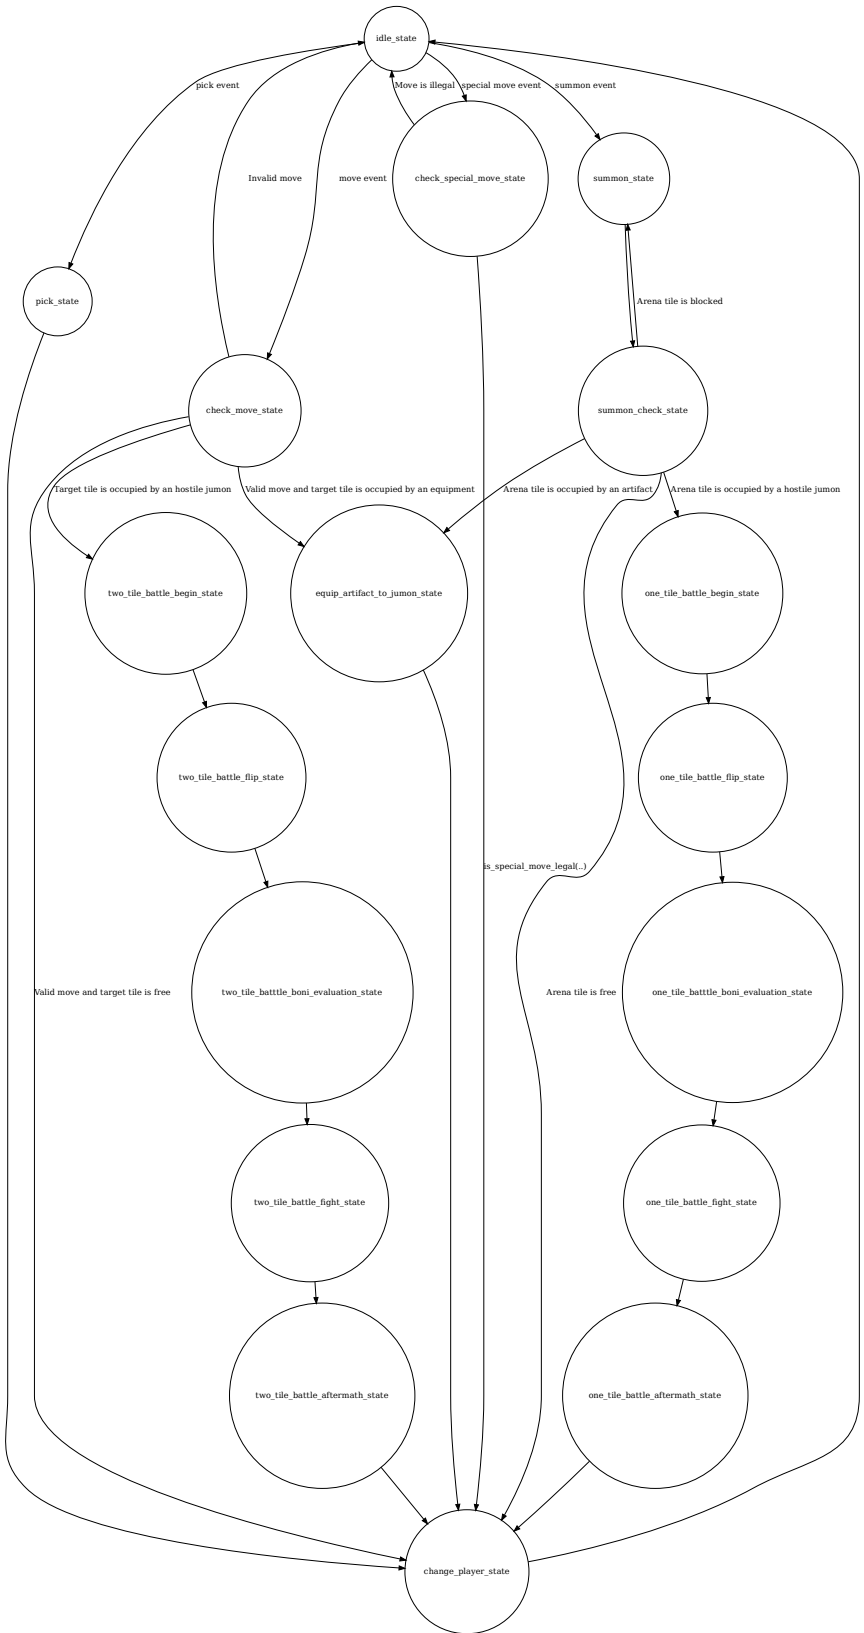 idle_state
pick event
Move is illegal
special move event
summon event
Invalid move
move event
check_special_move_state
summon_state
pick_state
Arena tile is blocked
check_move_state
summon_check_state
Target tile is occupied by an hostile jumon
Valid move and target tile is occupied by an equipment
Arena tile is occupied by an artifact
Arena tile is occupied by a hostile jumon
two_tile_battle_begin_state
equip_artifact_to_jumon_state
one_tile_battle_begin_state
two_tile_battle_flip_state
one_tile_battle_flip_state
is_special_move_legal(..)
Valid move and target tile is free
two_tile_batttle_boni_evaluation_state
Arena tile is free
one_tile_batttle_boni_evaluation_state
two_tile_battle_fight_state
one_tile_battle_fight_state
two_tile_battle_aftermath_state
one_tile_battle_aftermath_state
change_player_state